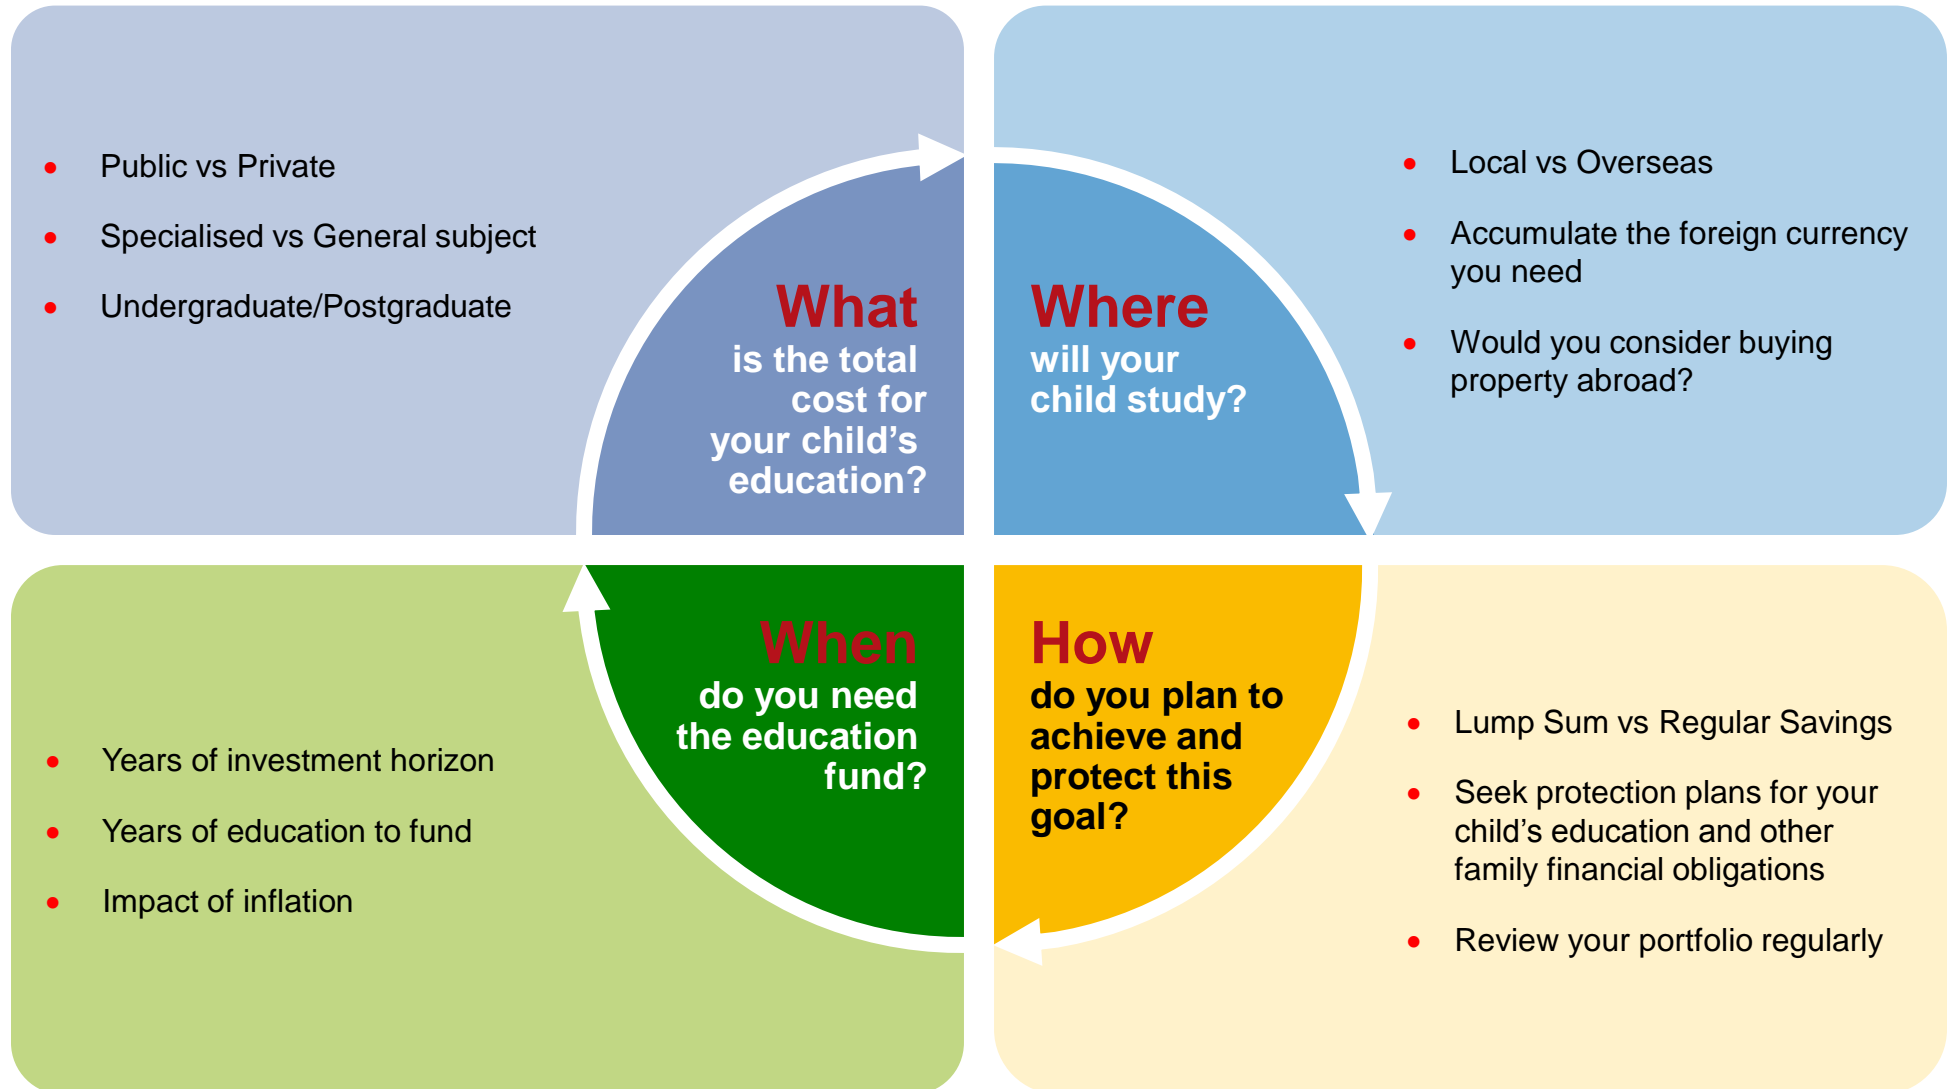 • Public vs Private
• Specialised vs General subject
• Undergraduate/Postgraduate
What
is the total
cost for
your child’s
education?
Where
will your
child study?
• Local vs Overseas
• Accumulate the foreign currency
you need
• Would you consider buying
property abroad?
• Years of investment horizon
• Years of education to fund
• Impact of inflation
When
do you need
the education
fund?
How
do you plan to
achieve and
protect this
goal?
• Lump Sum vs Regular Savings
• Seek protection plans for your
child’s education and other
family financial obligations
• Review your portfolio regularly